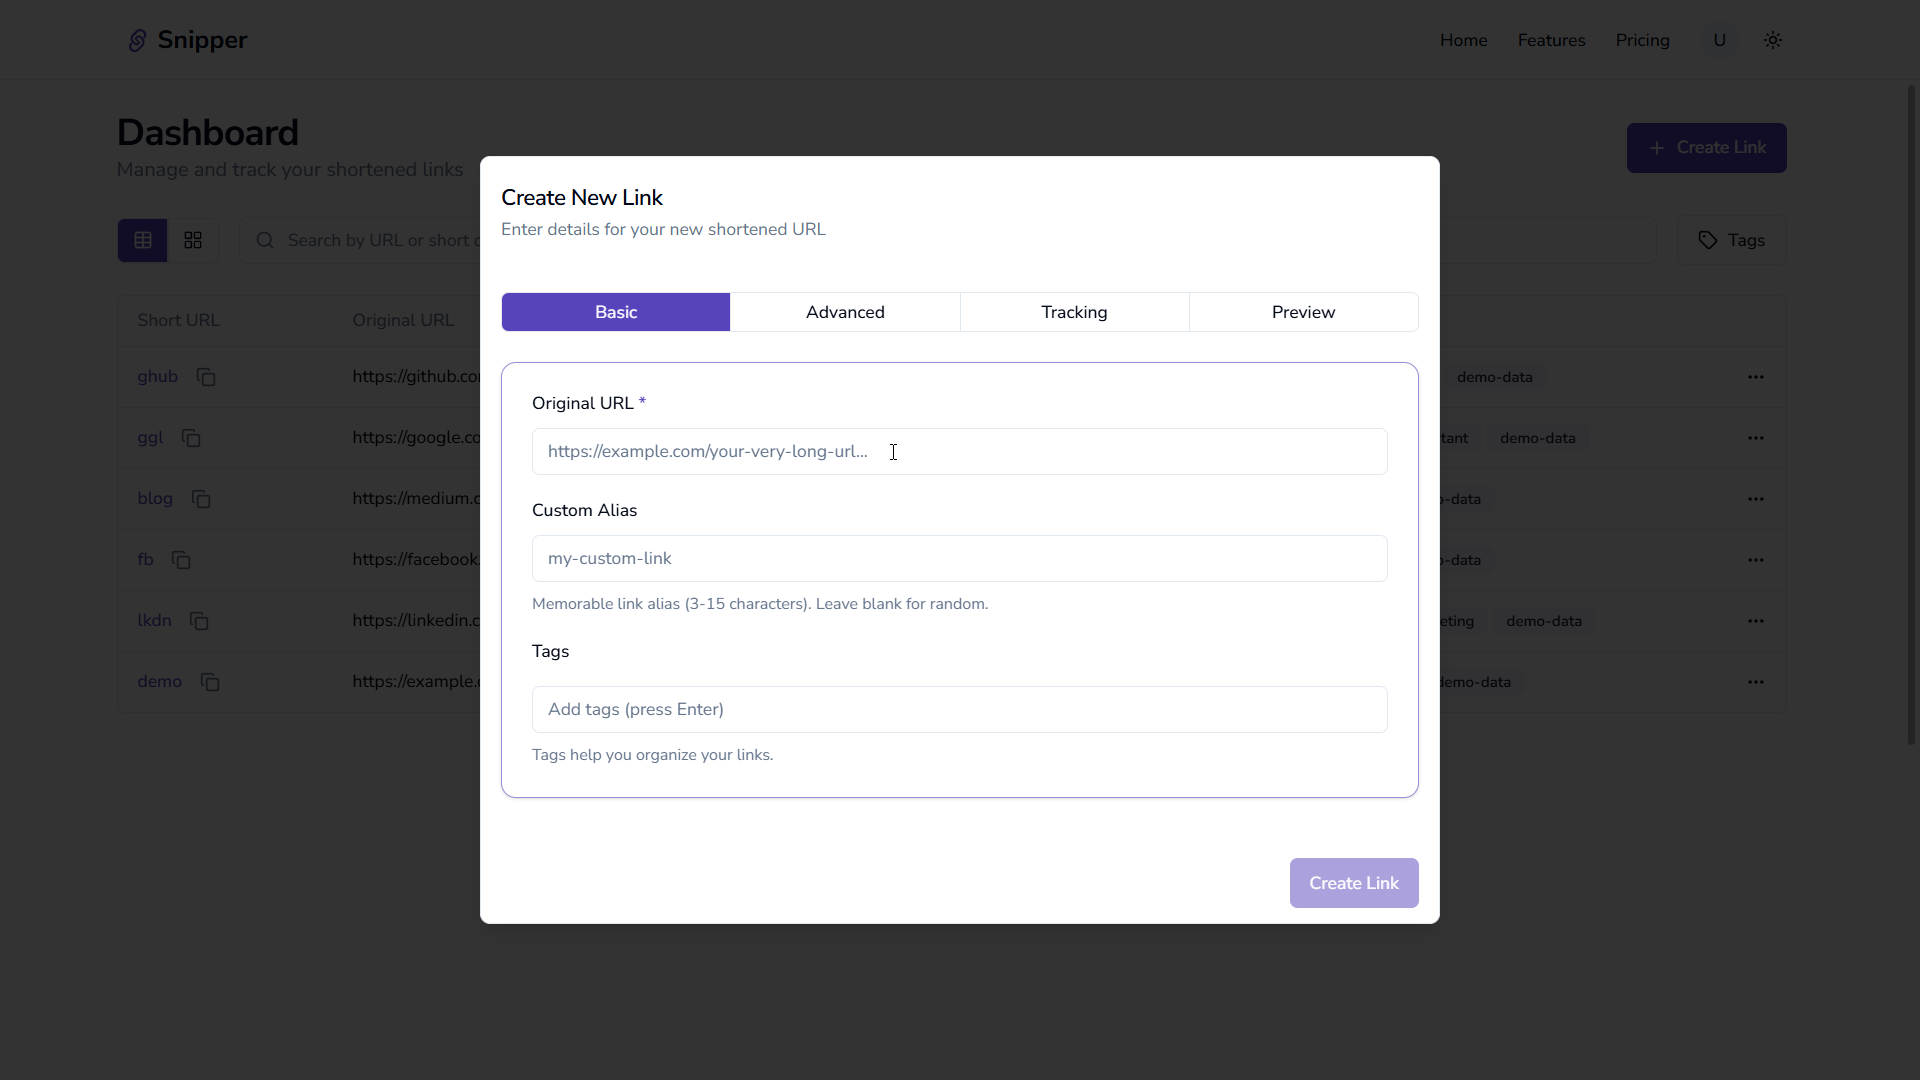 Snipper
Home
Features
Pricing
U
Dashboard
Manage and track your shortened links
+ Create Link
Search by URL or short
Tags
Short URL
Original URL
ghub
https://github.co
demo-data
ggl
https://google.co
demo-data
blog
https://medium.c
-data
fb
https://facebook.
-data
lkdn
https://linkedin.c
demo-data
demo
https://example.
demo-data
Create New Link
Enter details for your new shortened URL
Basic
Advanced
Tracking
Preview
Original URL *
https://example.com/your-very-long-url...
Custom Alias
my-custom-link
Memorable link alias (3-15 characters). Leave blank for random.
Tags
Add tags (press Enter)
Tags help you organize your links.
Create Link